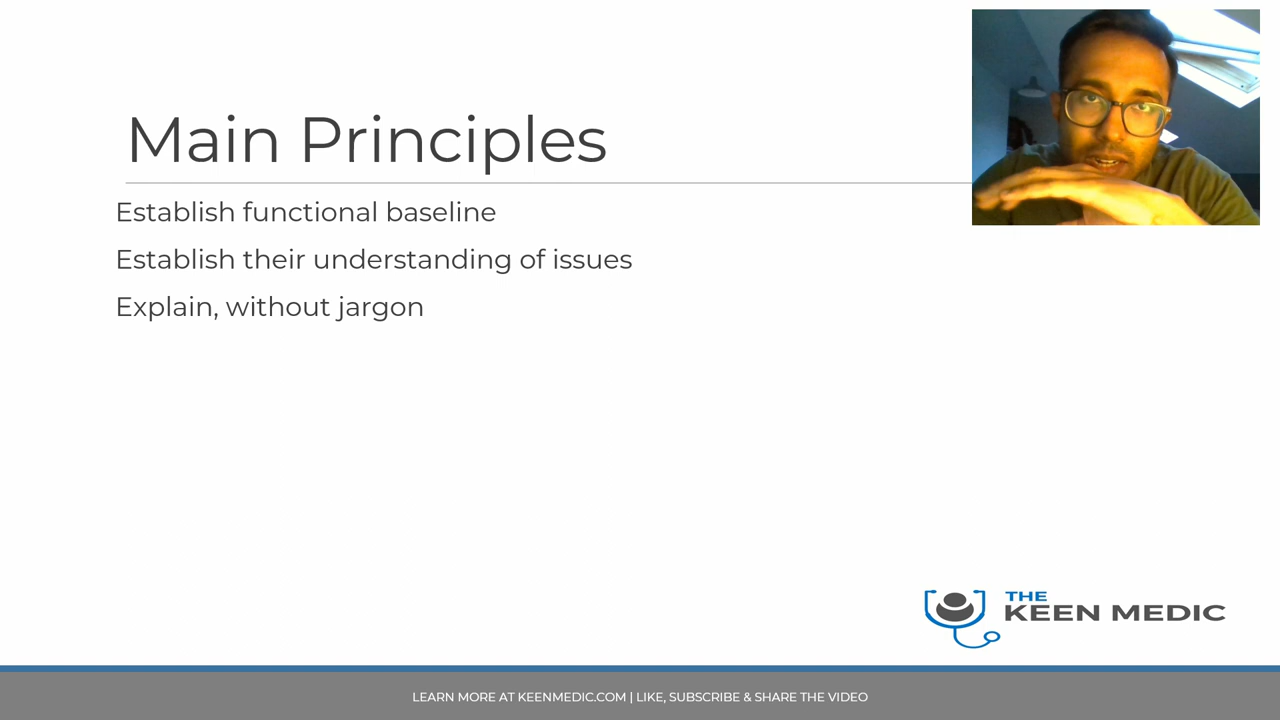 Main Principles
Establish functional baseline
Establish their understanding of issues
Explain, without jargon
THE
KEEN MEDIC
LEARN MORE AT KEENMEDIC.COM | LIKE, SUBSCRIBE & SHARE THE VIDEO